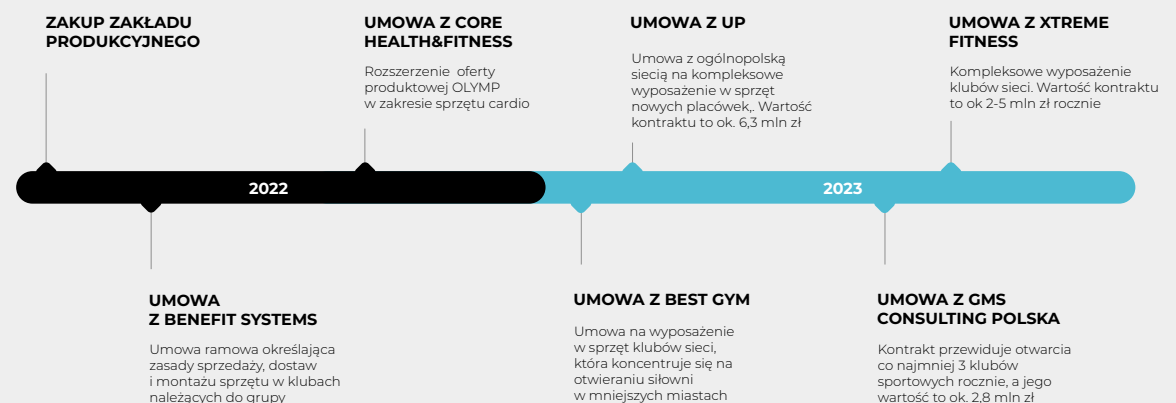 ZAKUP ZAKŁADU
PRODUKCYJNEGO
UMOWA Z CORE
HEALTH&FITNESS
Rozszerzenie oferty
produktowej OLYMP
w zakresie sprzętu cardio
UMOWA Z UP
Umowa z ogólnopolską
siecią na kompleksowe
wyposażenie w sprzęt
nowych placówek,. Wartość
kontraktu to ok. 6,3 mln zł
UMOWA Z XTREME
FITNESS
Kompleksowe wyposażenie
klubów sieci. Wartość kontraktu
to ok 2-5 mln zł rocznie
2022
2023
UMOWA
Z BENEFIT SYSTEMS
Umowa ramowa określająca
zasady sprzedaży, dostaw
i montażu sprzętu w klubach
należących do grupy
UMOWA Z BEST GYM
Umowa na wyposażenie
w sprzęt klubów sieci,
która koncentruje się na
otwieraniu siłowni
w mniejszych miastach
UMOWA Z GMS
CONSULTING POLSKA
Kontrakt przewiduje otwarcia
co najmniej 3 klubów
sportowych rocznie, a jego
wartość to ok. 2,8 mln zł